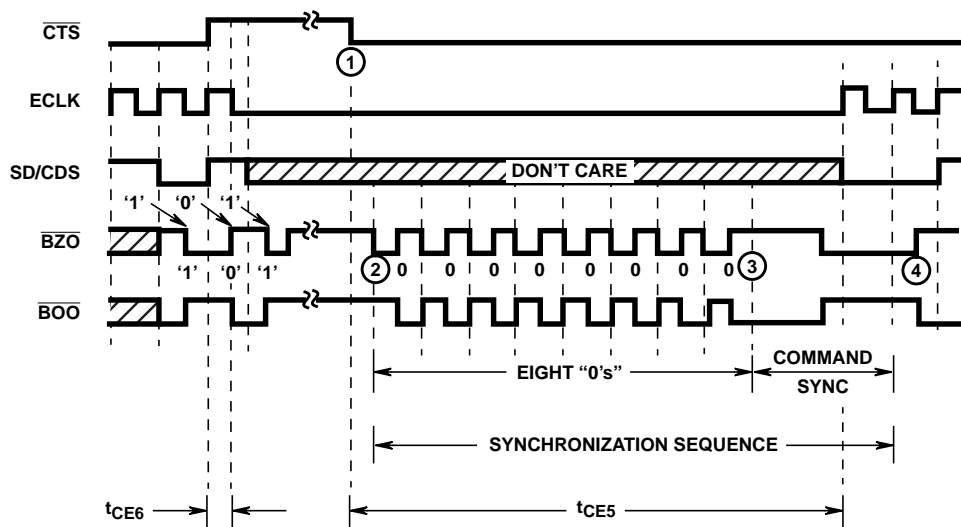 CTS
1
ECLK
SD/CDS
DON'T CARE
‘1’ ‘0’ ‘1’
BZO
‘1’ ‘0’ ‘1’ 2 0 0 0 0 0 0 0 0 3 4
BOO
EIGHT “0’s”
COMMAND
SYNC
SYNCHRONIZATION SEQUENCE
tCE6
tCE5